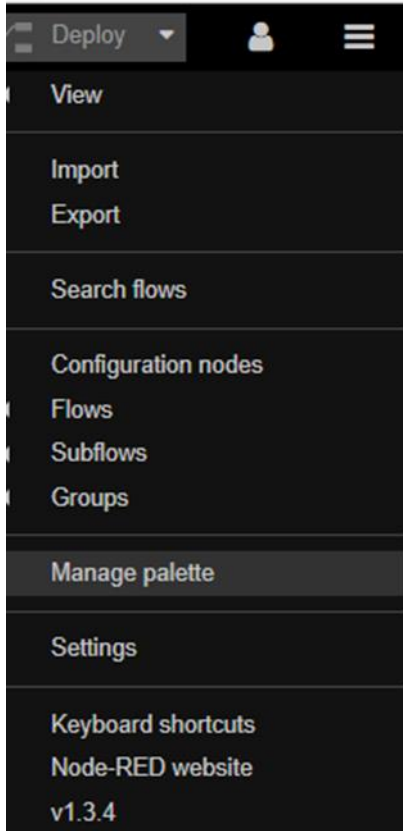 Deploy
View
Import
Export
Search flows
Configuration nodes
Flows
Subflows
Groups
Manage palette
Settings
Keyboard shortcuts
Node-RED website
v1.3.4